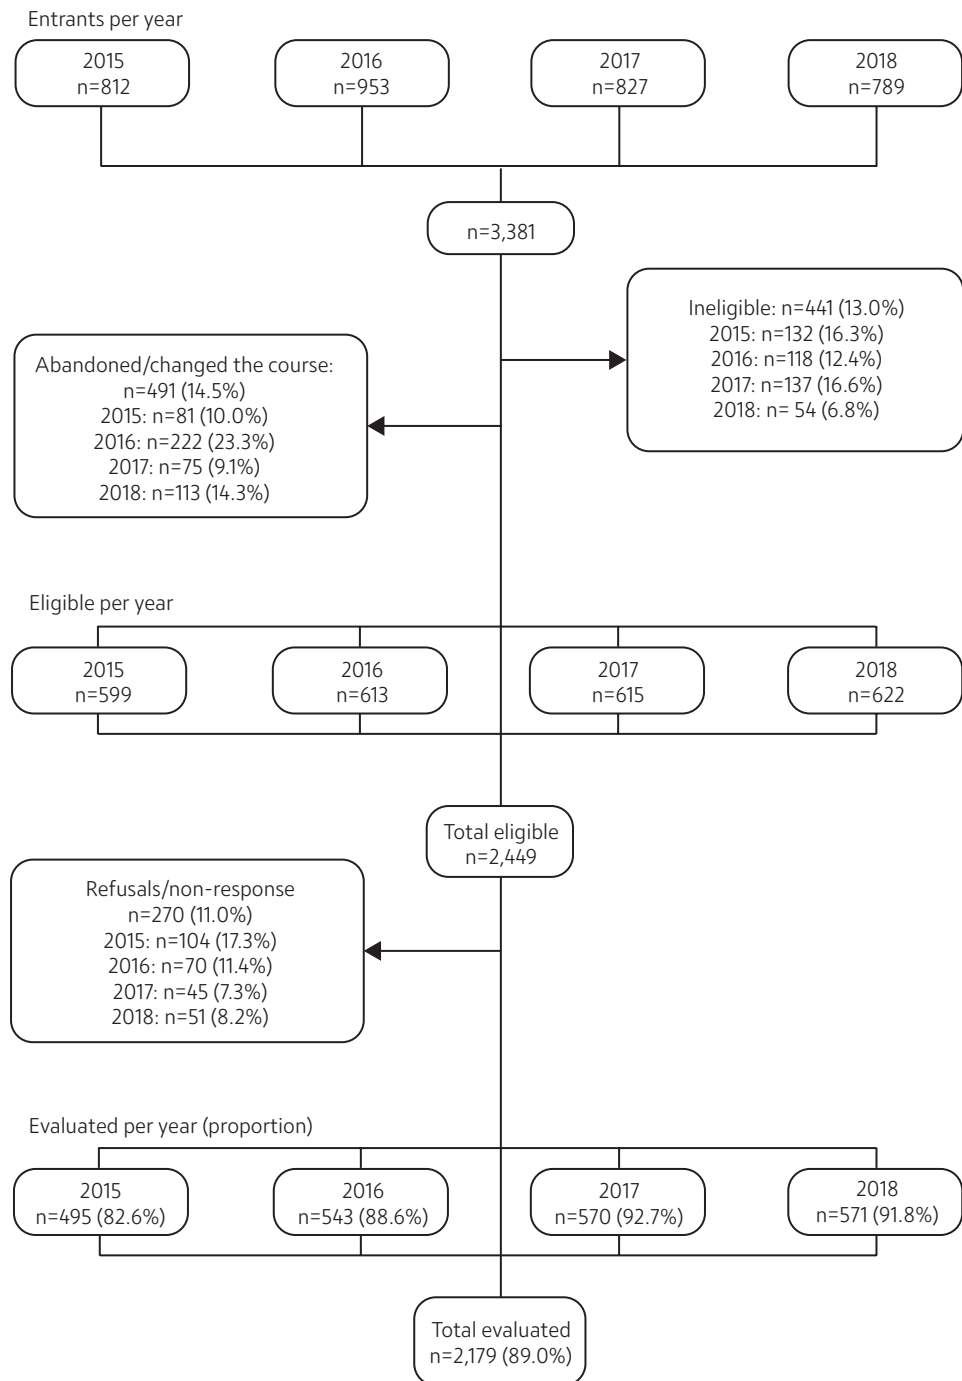 Entrants per year
2015
n=812
2016
n=953
2017
n=827
2018
n=789
n=3,381
Ineligible: n=441 (13.0%)
2015: n=132 (16.3%)
2016: n=118 (12.4%)
2017: n=137 (16.6%)
2018: n= 54 (6.8%)
Abandoned/changed the course:
n=491 (14.5%)
2015: n=81 (10.0%)
2016: n=222 (23.3%)
2017: n=75 (9.1%)
2018: n=113 (14.3%)
Eligible per year
2015
n=599
2016
n=613
2017
n=615
2018
n=622
Total eligible
n=2,449
Refusals/non-response
n=270 (11.0%)
2015: n=104 (17.3%)
2016: n=70 (11.4%)
2017: n=45 (7.3%)
2018: n=51 (8.2%)
Evaluated per year (proportion)
2015
n=495 (82.6%)
2016
n=543 (88.6%)
2017
n=570 (92.7%)
2018
n=571 (91.8%)
Total evaluated
n=2,179 (89.0%)